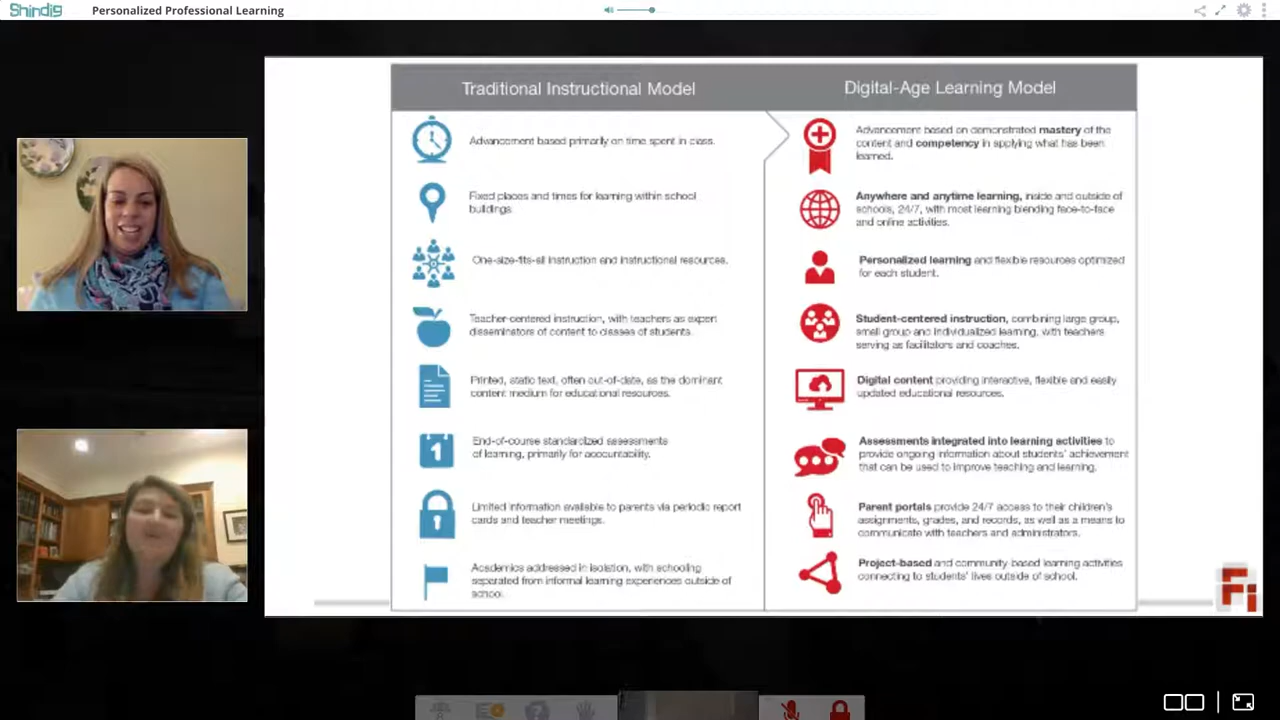 Shindig
Personalized Professional Learning
Traditional Instructional Model
Digital-Age Learning Model
Advancement based primarily on time spent in class.
Advancement based on demonstrated mastery of the
content and competency in applying what has been
learned.
Fixed places and times for learning within school
buildings.
Anywhere and anytime learning, inside and outside of
schools, 24/7, with most learning blending face-to-face
and online activities.
One-size-fits-all instruction and instructional resources.
Personalized learning and flexible resources optimized
for each student.
Teacher-centered instruction, with teachers as expert
disseminators of content to classes of students.
Student-centered instruction, combining large group,
small group and individualized learning, with teachers
serving as facilitators and coaches.
Printed, static text, often out-of-date, as the dominant
content medium for educational resources.
Digital content providing interactive, flexible and easily
updated educational resources.
1
End-of-course standardized assessments
of learning, primarily for accountability.
Assessments integrated into learning activities to
provide ongoing information about students' achievement
that can be used to improve teaching and learning.
Limited information available to parents via periodic report
cards and teacher meetings.
Parent portals provide 24/7 access to their children's
assignments, grades, and records, as well as a means to
communicate with teachers and administrators.
Academics addressed in isolation, with schooling
separated from informal learning experiences outside of
school.
Project-based and community-based learning activities
connecting to students' lives outside of school.
Fi